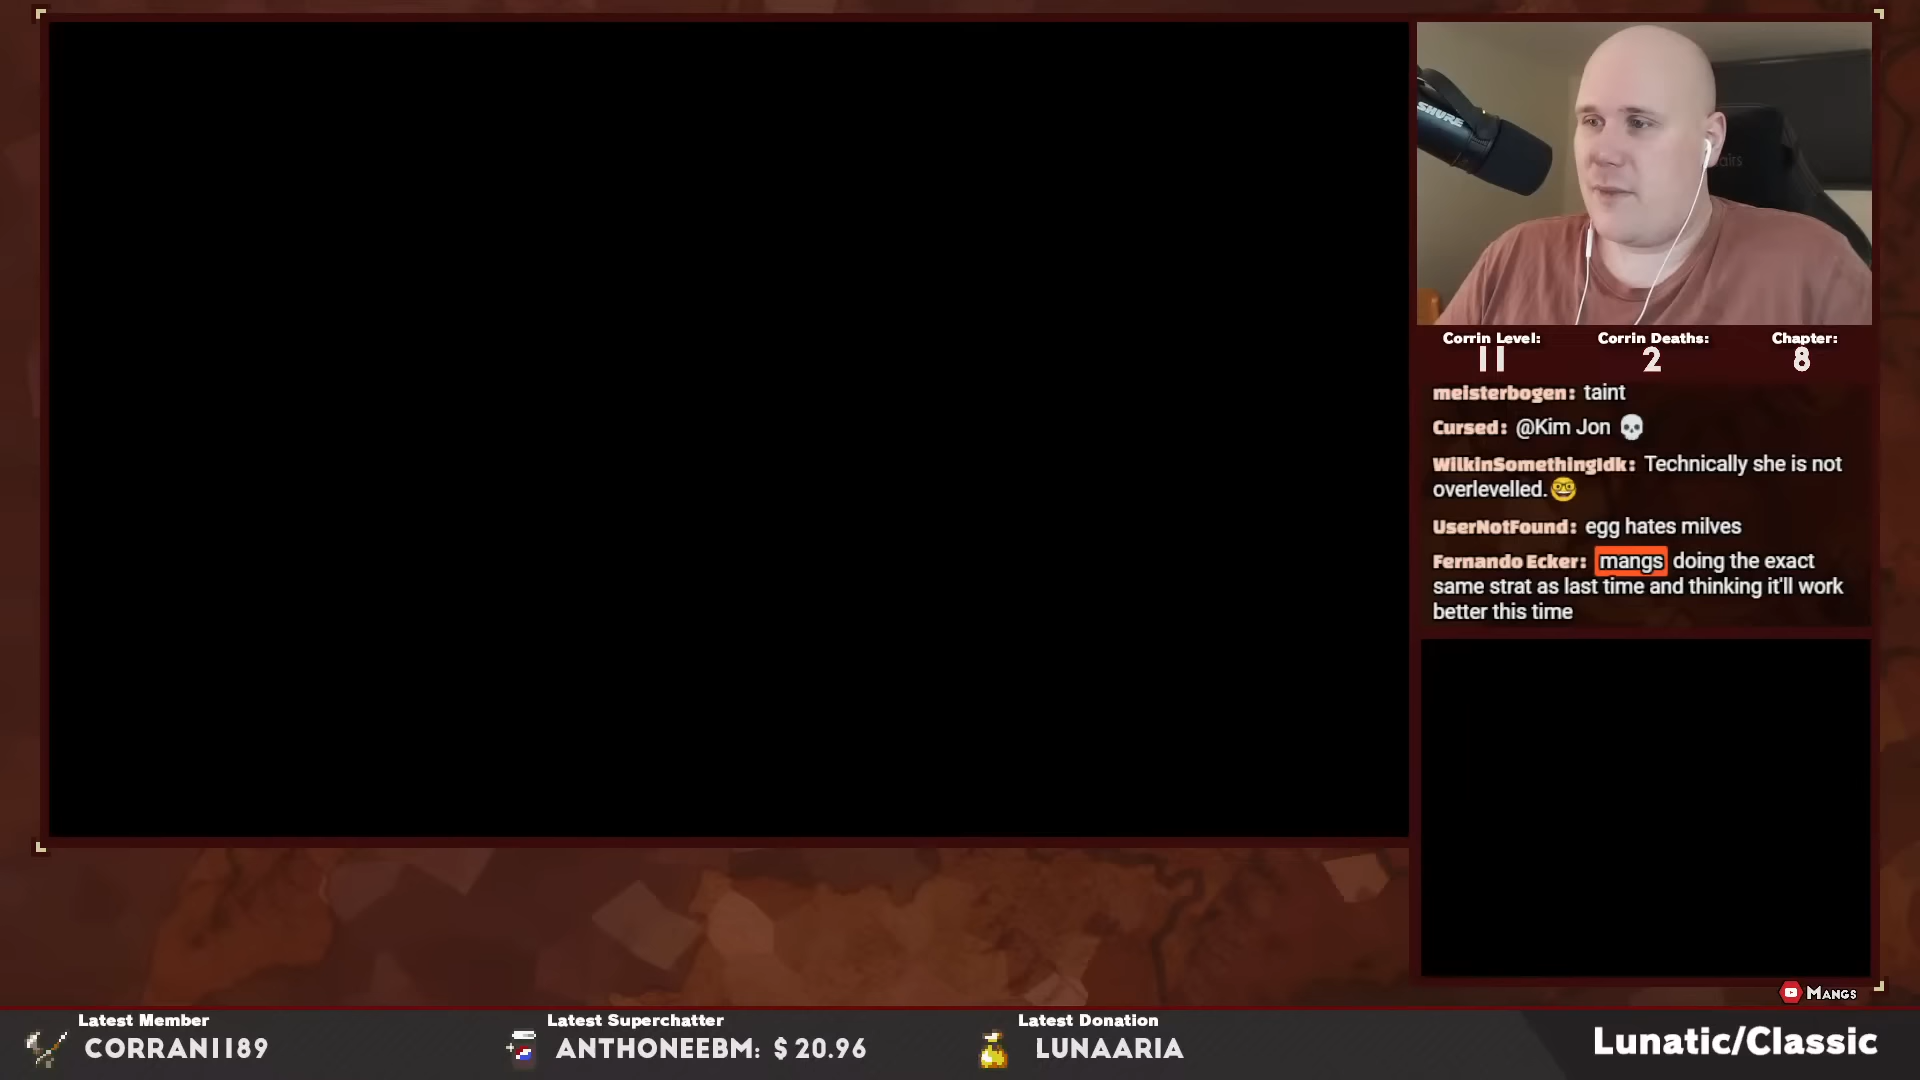 SHURE
airs
Corrin Level:
11
Corrin Deaths:
2
Chapter:
8
meisterbogen: taint
Cursed: @Kim Jon 💀
WilkinSomethingIdk: Technically she is not
overlevelled.🤓
UserNotFound: egg hates milves
Fernando Ecker: mangs doing the exact
same strat as last time and thinking it'll work
better this time
MANGS
Latest Member
CORRAN1189
Latest Superchatter
ANTHONEEBM: $20.96
Latest Donation
LUNAARIA
Lunatic/Classic